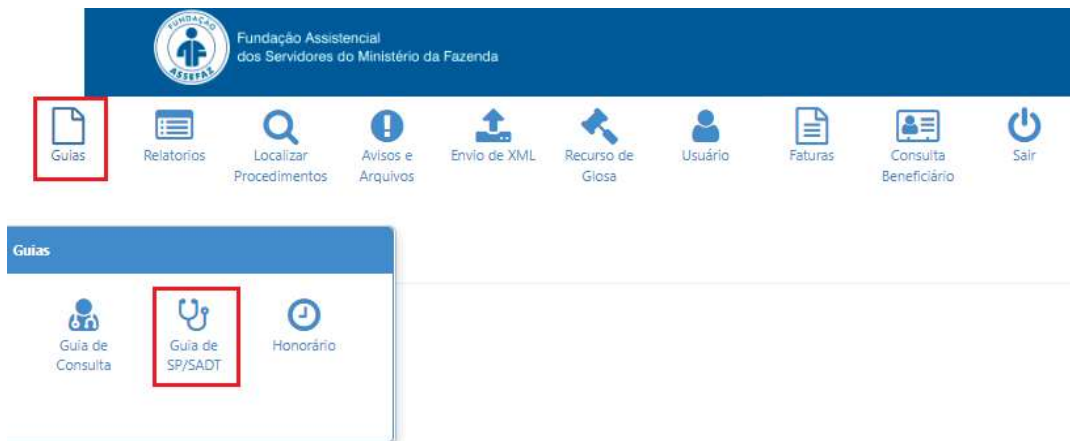 FUNDAÇÃO
ASSEFAZ
Fundação Assistencial
dos Servidores do Ministério da Fazenda
Guias
Relatorios
Localizar
Procedimentos
Avisos e
Arquivos
Envio de XML
Recurso de
Glosa
Usuário
Faturas
Consulta
Beneficiário
Sair
Guias
Guia de
Consulta
Guia de
SP/SADT
Honorário